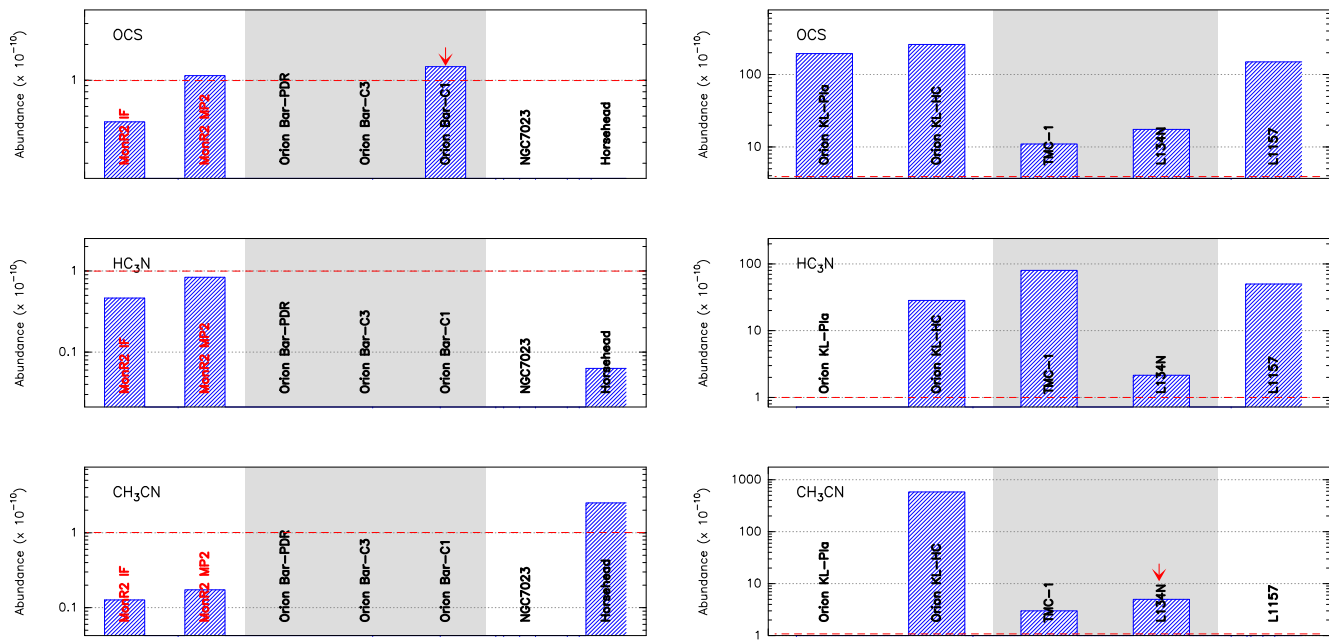 OCS
Abundance (x 10⁻¹⁰)
1
MonR2 IF
MonR2 MP2
Orion Bar-PDR
Orion Bar-C3
Orion Bar-C1
NGC7023
Horsehead
OCS
Abundance (x 10⁻¹⁰)
100
10
Orion KL-Pla
Orion KL-HC
TMC-1
L134N
L1157
HC₃N
Abundance (x 10⁻¹⁰)
1
0.1
MonR2 IF
MonR2 MP2
Orion Bar-PDR
Orion Bar-C3
Orion Bar-C1
NGC7023
Horsehead
HC₃N
Abundance (x 10⁻¹⁰)
100
10
1
Orion KL-Pla
Orion KL-HC
TMC-1
L134N
L1157
CH₃CN
Abundance (x 10⁻¹⁰)
1
0.1
MonR2 IF
MonR2 MP2
Orion Bar-PDR
Orion Bar-C3
Orion Bar-C1
NGC7023
Horsehead
CH₃CN
Abundance (x 10⁻¹⁰)
1000
100
10
1
Orion KL-Pla
Orion KL-HC
TMC-1
L134N
L1157